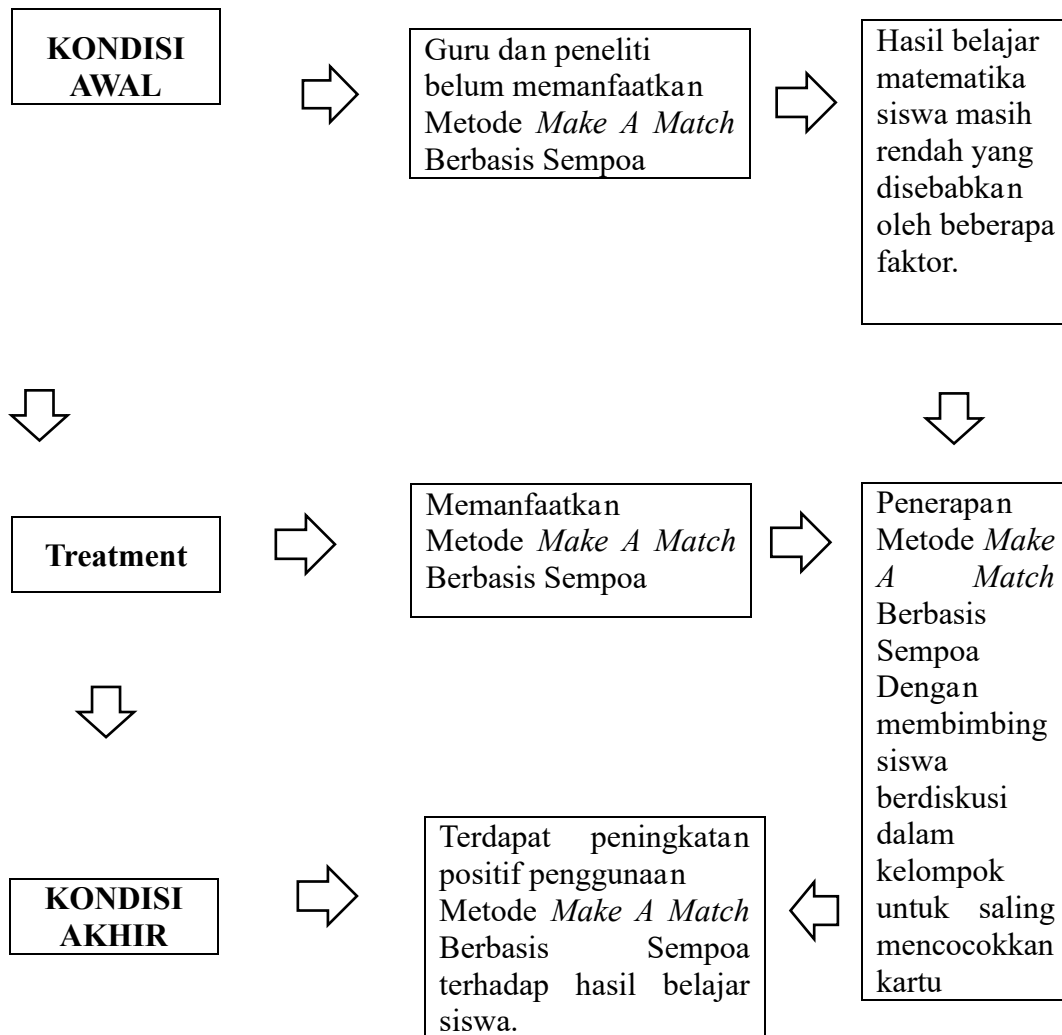 KONDISI
AWAL
Guru dan peneliti
belum memanfaatkan
Metode Make A Match
Berbasis Sempoa
Hasil belajar
matematika
siswa masih
rendah yang
disebabkan
oleh beberapa
faktor.
Treatment
Memanfaatkan
Metode Make A Match
Berbasis Sempoa
Penerapan
Metode Make
A Match
Berbasis
Sempoa
Dengan
membimbing
siswa
berdiskusi
dalam
kelompok
untuk saling
mencocokkan
kartu
KONDISI
AKHIR
Terdapat peningkatan
positif penggunaan
Metode Make A Match
Berbasis Sempoa
terhadap hasil belajar
siswa.